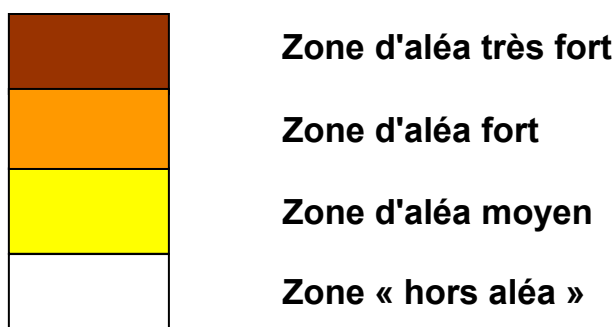 Zone d'aléa très fort
Zone d'aléa fort
Zone d'aléa moyen
Zone « hors aléa »